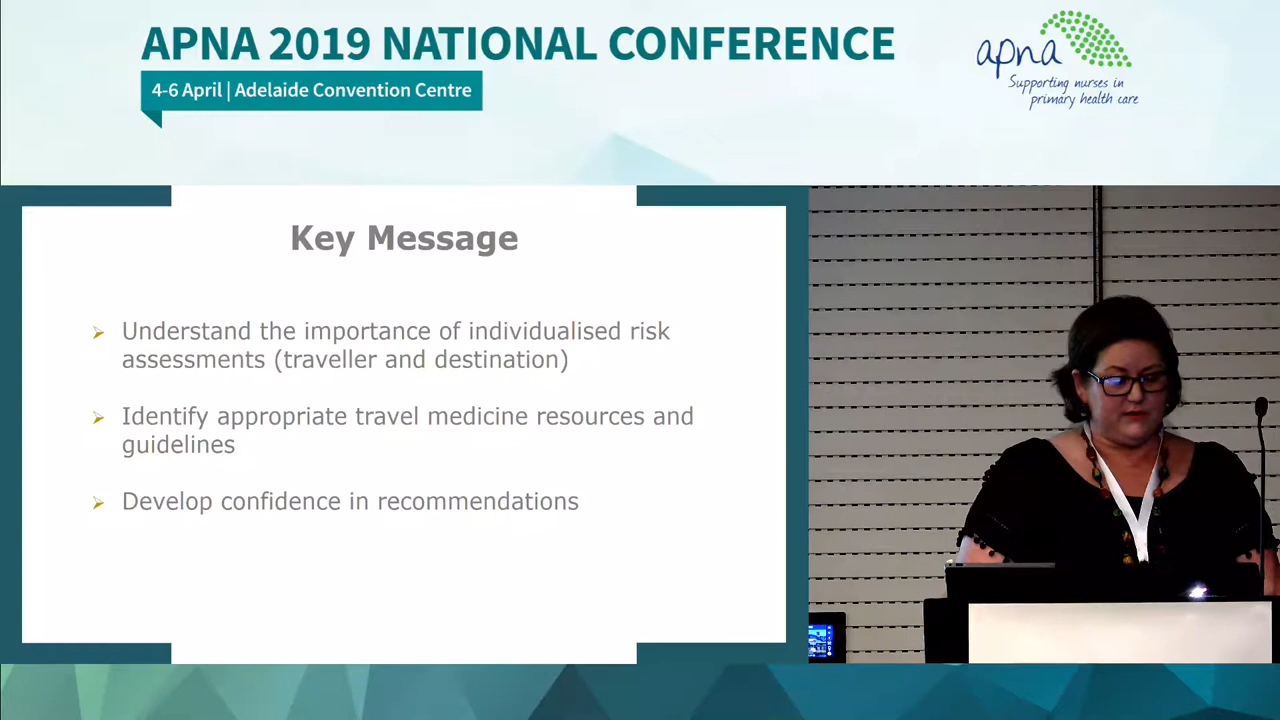 APNA 2019 NATIONAL CONFERENCE
4-6 April | Adelaide Convention Centre
apna
Supporting nurses in
primary health care
Key Message
Understand the importance of individualised risk
assessments (traveller and destination)
Identify appropriate travel medicine resources and
guidelines
Develop confidence in recommendations